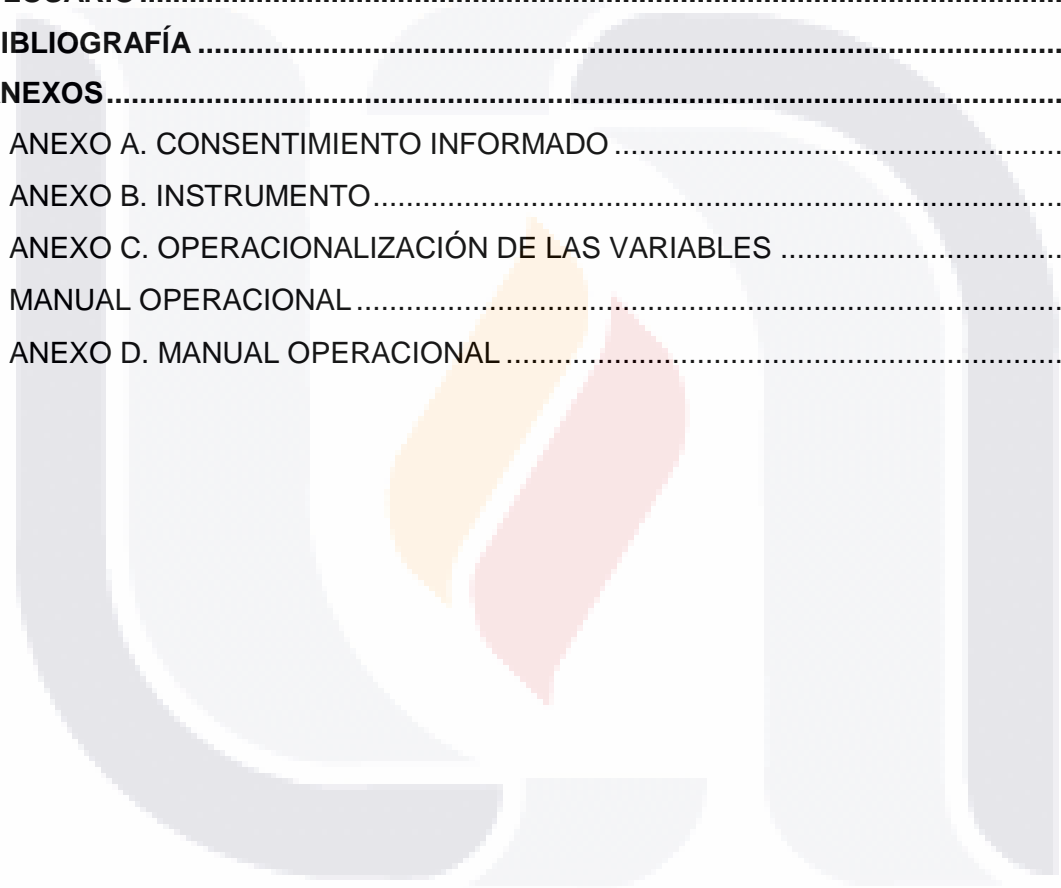 IBLIOGRAFÍA ........................................................................................................
NEXOS....................................................................................................................
ANEXO A. CONSENTIMIENTO INFORMADO ......................................................
ANEXO B. INSTRUMENTO...................................................................................
ANEXO C. OPERACIONALIZACIÓN DE LAS VARIABLES ..................................
MANUAL OPERACIONAL .....................................................................................
ANEXO D. MANUAL OPERACIONAL ...................................................................